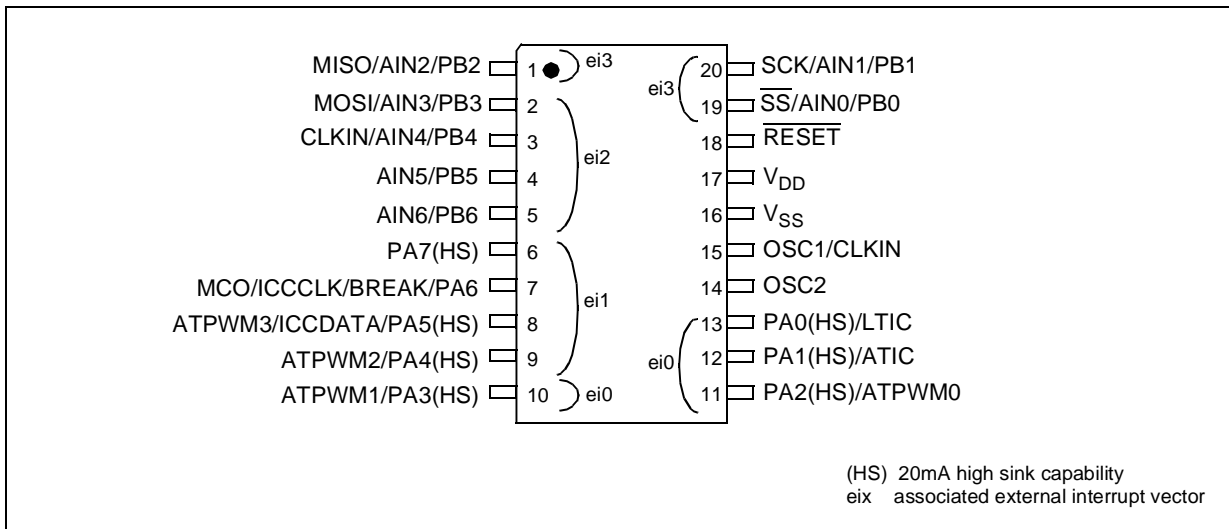 MISO/AIN2/PB2 1 ei3
MOSI/AIN3/PB3 2
CLKIN/AIN4/PB4 3
ei2
AIN5/PB5 4
AIN6/PB6 5
PA7(HS) 6
MCO/ICCCLK/BREAK/PA6 7
ei1
ATPWM3/ICCDATA/PA5(HS) 8
ATPWM2/PA4(HS) 9
ATPWM1/PA3(HS) 10 ei0
20 SCK/AIN1/PB1
ei3
19 SS/AIN0/PB0
18 RESET
17 VDD
16 VSS
15 OSC1/CLKIN
14 OSC2
13 PA0(HS)/LTIC
ei0 12 PA1(HS)/ATIC
11 PA2(HS)/ATPWM0
(HS) 20mA high sink capability
eix associated external interrupt vector